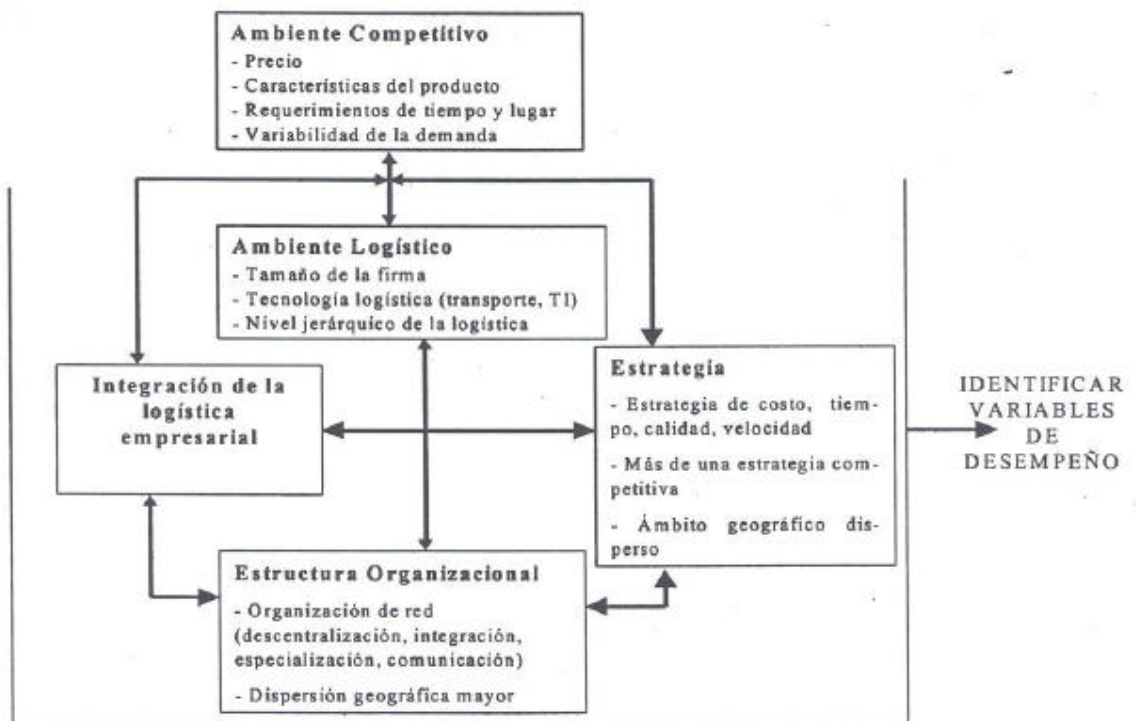 Ambiente Competitivo
- Precio
- Características del producto
- Requerimientos de tiempo y lugar
- Variabilidad de la demanda
Ambiente Logístico
- Tamaño de la firma
- Tecnología logística (transporte, TI)
- Nivel jerárquico de la logística
Integración de la
logística
empresarial
Estrategia
- Estrategia de costo, tiem-
po, calidad, velocidad
- Más de una estrategia com-
petitiva
- Ámbito geográfico dis-
perso
IDENTIFICAR
VARIABLES
DE
DESEMPEÑO
Estructura Organizacional
- Organización de red
(descentralización, integración,
especialización, comunicación)
- Dispersión geográfica mayor